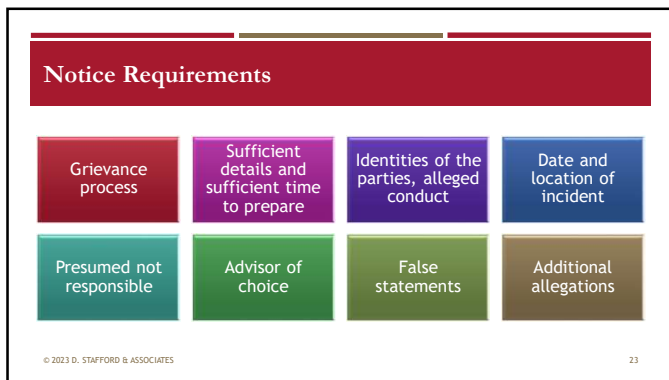 Notice Requirements
Grievance
process
Sufficient
details and
sufficient time
to prepare
Identities of the
parties, alleged
conduct
Date and
location of
incident
Presumed not
responsible
Advisor of
choice
False
statements
Additional
allegations
© 2023 D. STAFFORD & ASSOCIATES
23